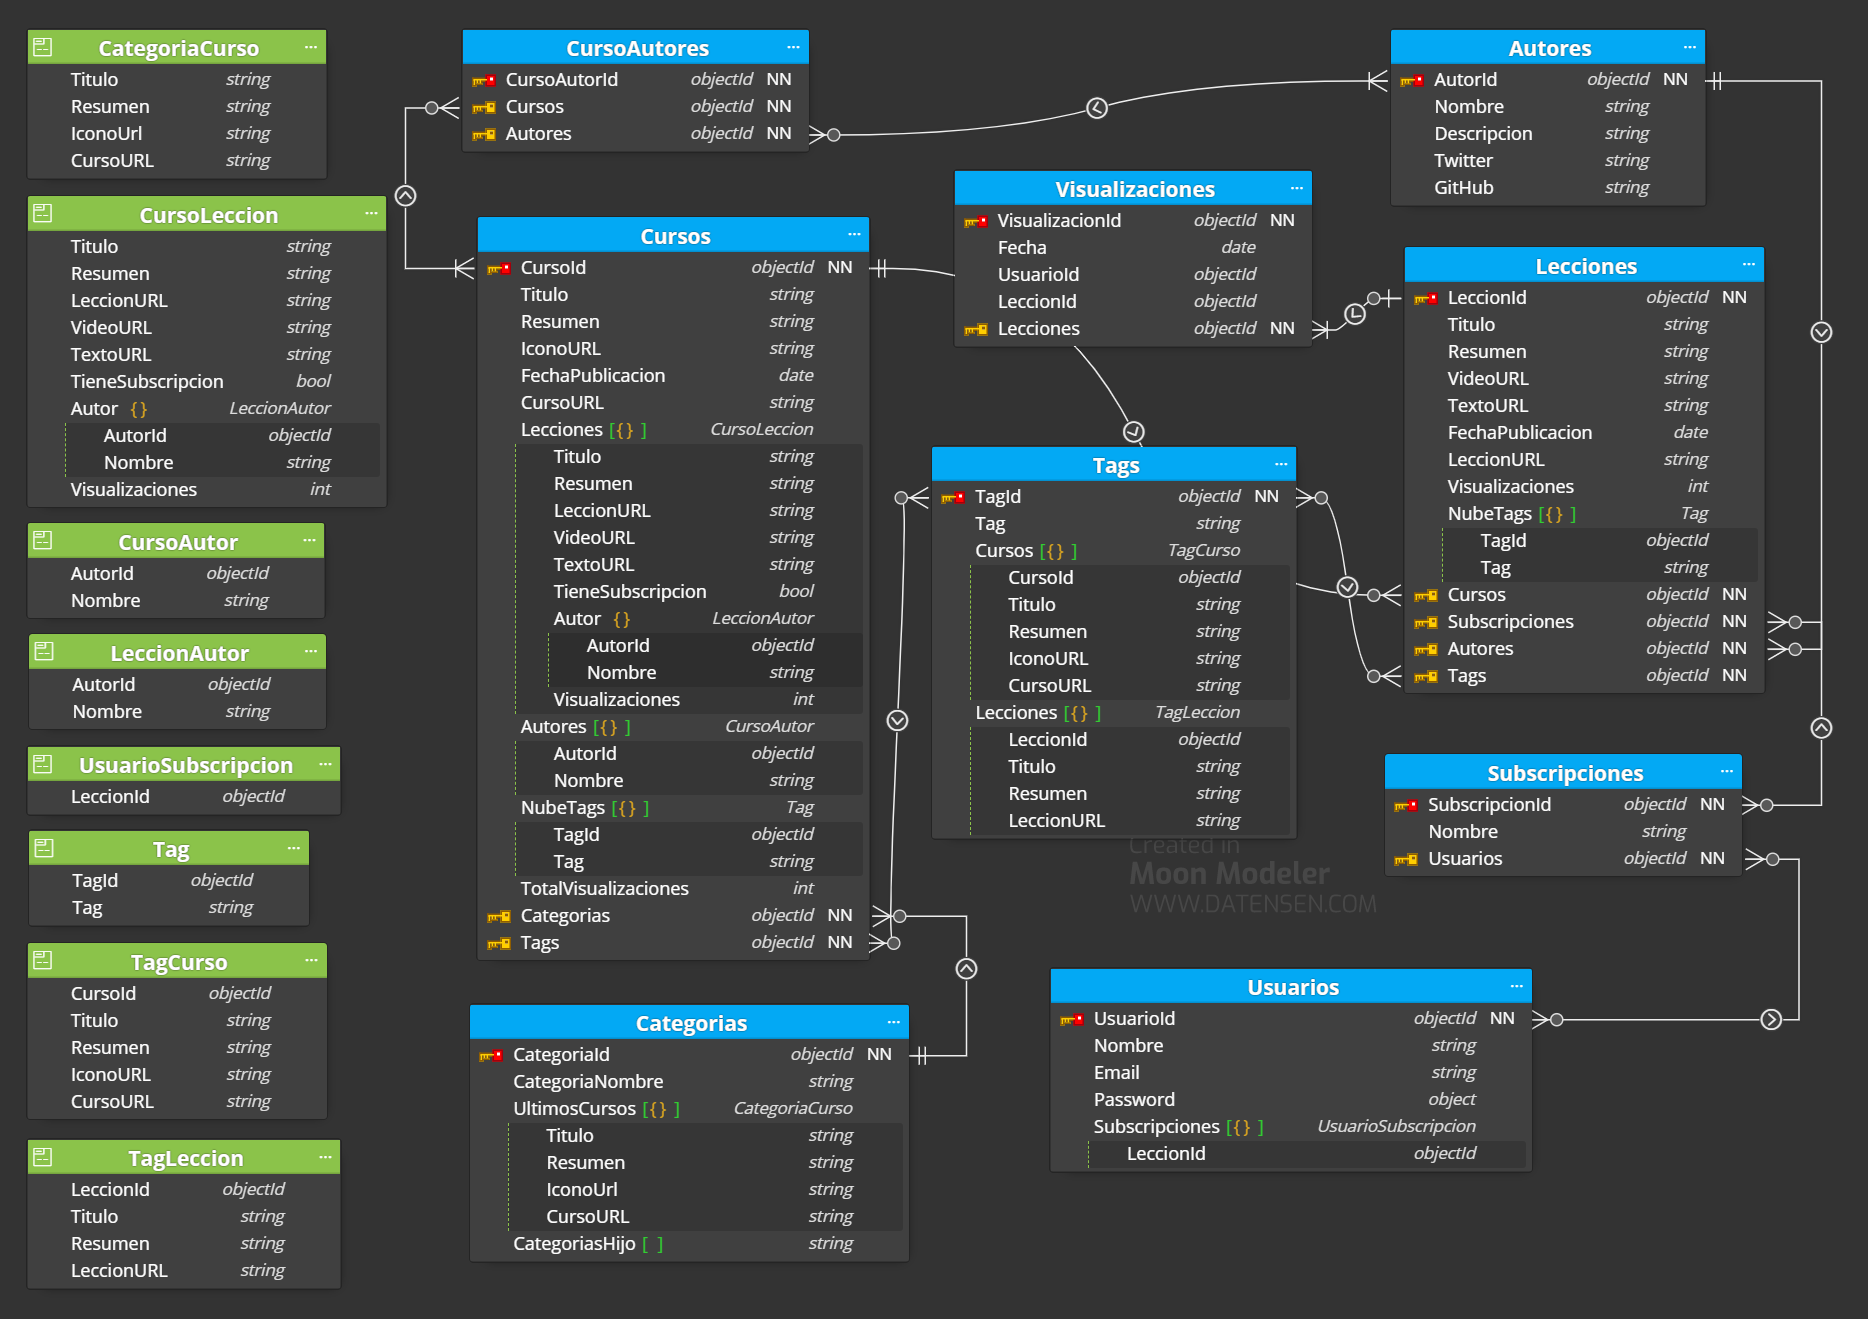 CategoriaCurso ...
Titulo string
Resumen string
IconoUrl string
CursoURL string
CursoLeccion ...
Titulo string
Resumen string
LeccionURL string
VideoURL string
TextoURL string
TieneSubscripcion bool
Autor {} LeccionAutor
AutorId objectId
Nombre string
Visualizaciones int
CursoAutor ...
AutorId objectId
Nombre string
LeccionAutor ...
AutorId objectId
Nombre string
UsuarioSubscripcion ...
LeccionId objectId
Tag ...
TagId objectId
Tag string
TagCurso ...
CursoId objectId
Titulo string
Resumen string
IconoURL string
CursoURL string
TagLeccion ...
LeccionId objectId
Titulo string
Resumen string
LeccionURL string
CursoAutores ...
CursoAutorId objectId NN
Cursos objectId NN
Autores objectId NN
Cursos ...
CursoId objectId NN
Titulo string
Resumen string
IconoURL string
FechaPublicacion date
CursoURL string
Lecciones [{} ] CursoLeccion
Titulo string
Resumen string
LeccionURL string
VideoURL string
TextoURL string
TieneSubscripcion bool
Autor {} LeccionAutor
AutorId objectId
Nombre string
Visualizaciones int
Autores [{} ] CursoAutor
AutorId objectId
Nombre string
NubeTags [{} ] Tag
TagId objectId
Tag string
TotalVisualizaciones int
Categorias objectId NN
Tags objectId NN
Categorias ...
CategoriaId objectId NN
CategoriaNombre string
UltimosCursos [{} ] CategoriaCurso
Titulo string
Resumen string
IconoUrl string
CursoURL string
CategoriasHijo [ ] string
Visualizaciones ...
VisualizacionId objectId NN
Fecha date
UsuarioId objectId
LeccionId objectId
Lecciones objectId NN
Tags ...
TagId objectId NN
Tag string
Cursos [{} ] TagCurso
CursoId objectId
Titulo string
Resumen string
IconoURL string
CursoURL string
Lecciones [{} ] TagLeccion
LeccionId objectId
Titulo string
Resumen string
LeccionURL string
Created in
Moon Modeler
WWW.DATENSEN.COM
Autores ...
AutorId objectId NN
Nombre string
Descripcion string
Twitter string
GitHub string
Lecciones ...
LeccionId objectId NN
Titulo string
Resumen string
VideoURL string
TextoURL string
FechaPublicacion date
LeccionURL string
Visualizaciones int
NubeTags [{} ] Tag
TagId objectId
Tag string
Cursos objectId NN
Subscripciones objectId NN
Autores objectId NN
Tags objectId NN
Subscripciones ...
SubscripcionId objectId NN
Nombre string
Usuarios objectId NN
Usuarios ...
UsuarioId objectId NN
Nombre string
Email string
Password object
Subscripciones [{} ] UsuarioSubscripcion
LeccionId objectId